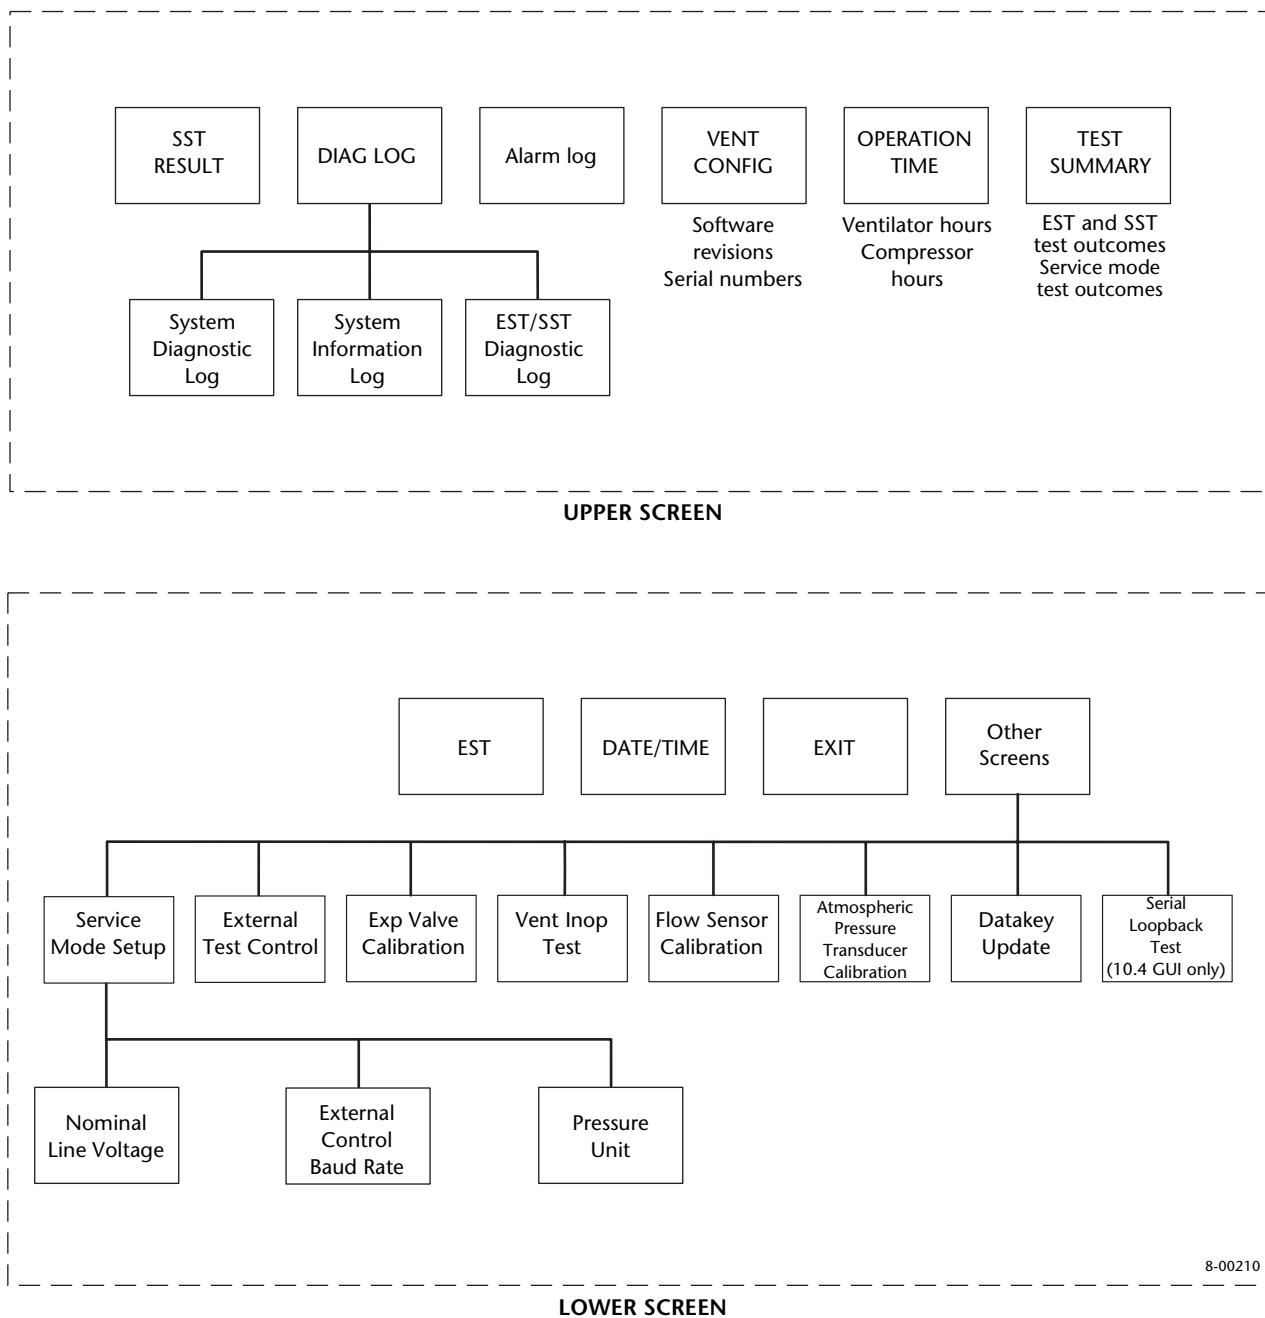 SST
RESULT
DIAG LOG
Alarm log
VENT
CONFIG
OPERATION
TIME
TEST
SUMMARY
Software
revisions
Serial numbers
Ventilator hours
Compressor
hours
EST and SST
test outcomes
Service mode
test outcomes
System
Diagnostic
Log
System
Information
Log
EST/SST
Diagnostic
Log
UPPER SCREEN
EST
DATE/TIME
EXIT
Other
Screens
Service
Mode Setup
External
Test Control
Exp Valve
Calibration
Vent Inop
Test
Flow Sensor
Calibration
Atmospheric
Pressure
Transducer
Calibration
Datakey
Update
Serial
Loopback
Test
(10.4 GUI only)
Nominal
Line Voltage
External
Control
Baud Rate
Pressure
Unit
8-00210
LOWER SCREEN